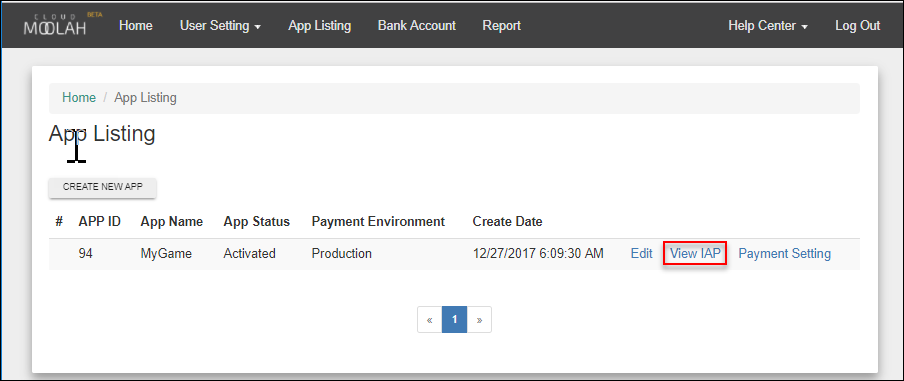 CLOUD MOOLAH BETA Home User Setting App Listing Bank Account Report Help Center Log Out
Home / App Listing
App Listing
CREATE NEW APP
# APP ID App Name App Status Payment Environment Create Date
94 MyGame Activated Production 12/27/2017 6:09:30 AM Edit View IAP Payment Setting
« 1 »